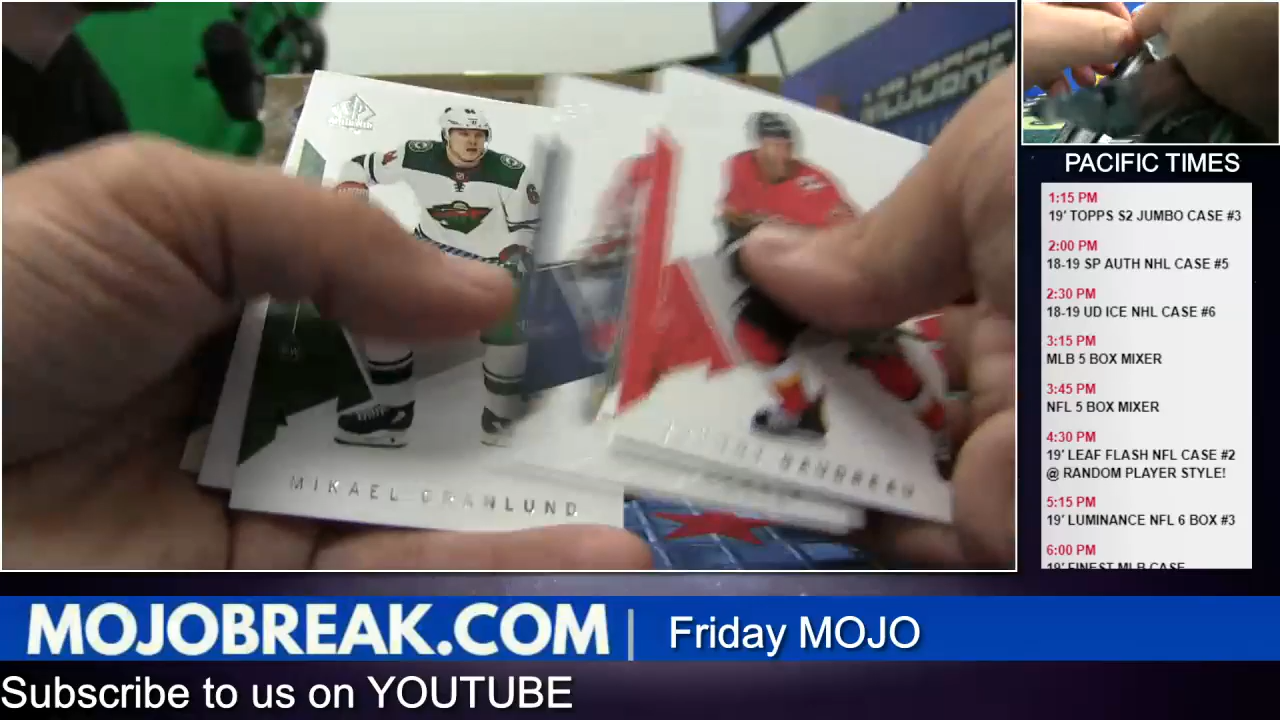 MIKAEL GRANLUND
PACIFIC TIMES
1:15 PM
19' TOPPS S2 JUMBO CASE #3
2:00 PM
18-19 SP AUTH NHL CASE #5
2:30 PM
18-19 UD ICE NHL CASE #6
3:15 PM
MLB 5 BOX MIXER
3:45 PM
NFL 5 BOX MIXER
4:30 PM
19' LEAF FLASH NFL CASE #2
@ RANDOM PLAYER STYLE!
5:15 PM
19' LUMINANCE NFL 6 BOX #3
6:00 PM
19' FINEST MLB CASE
MOJOBREAK.COM
Friday MOJO
Subscribe to us on YOUTUBE